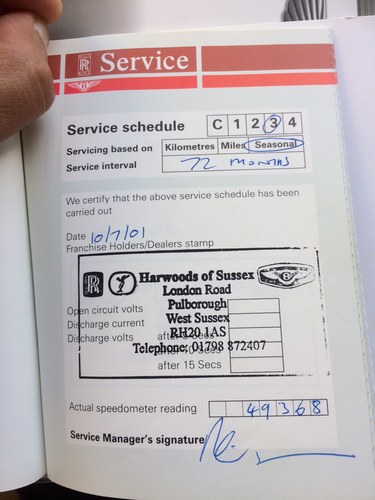 Service
Service schedule C 1 2 3 4
Servicing based on Kilometres Miles Seasonal
Service interval 72 MONTHS
We certify that the above service schedule has been
carried out
Date 10/7/01
Franchise Holders/Dealers stamp
Harwoods of Sussex
London Road
Pulborough
West Sussex
RH20 1AS
Telephone: 01798 872407
Open circuit volts
Discharge current
Discharge volts
after 15 Secs
Actual speedometer reading 49368
Service Manager's signature